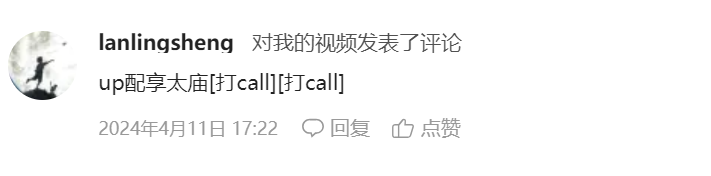 lanlingsheng 对我的视频发表了评论
up配享太庙[打call][打call]
2024年4月11日 17:22 回复 点赞